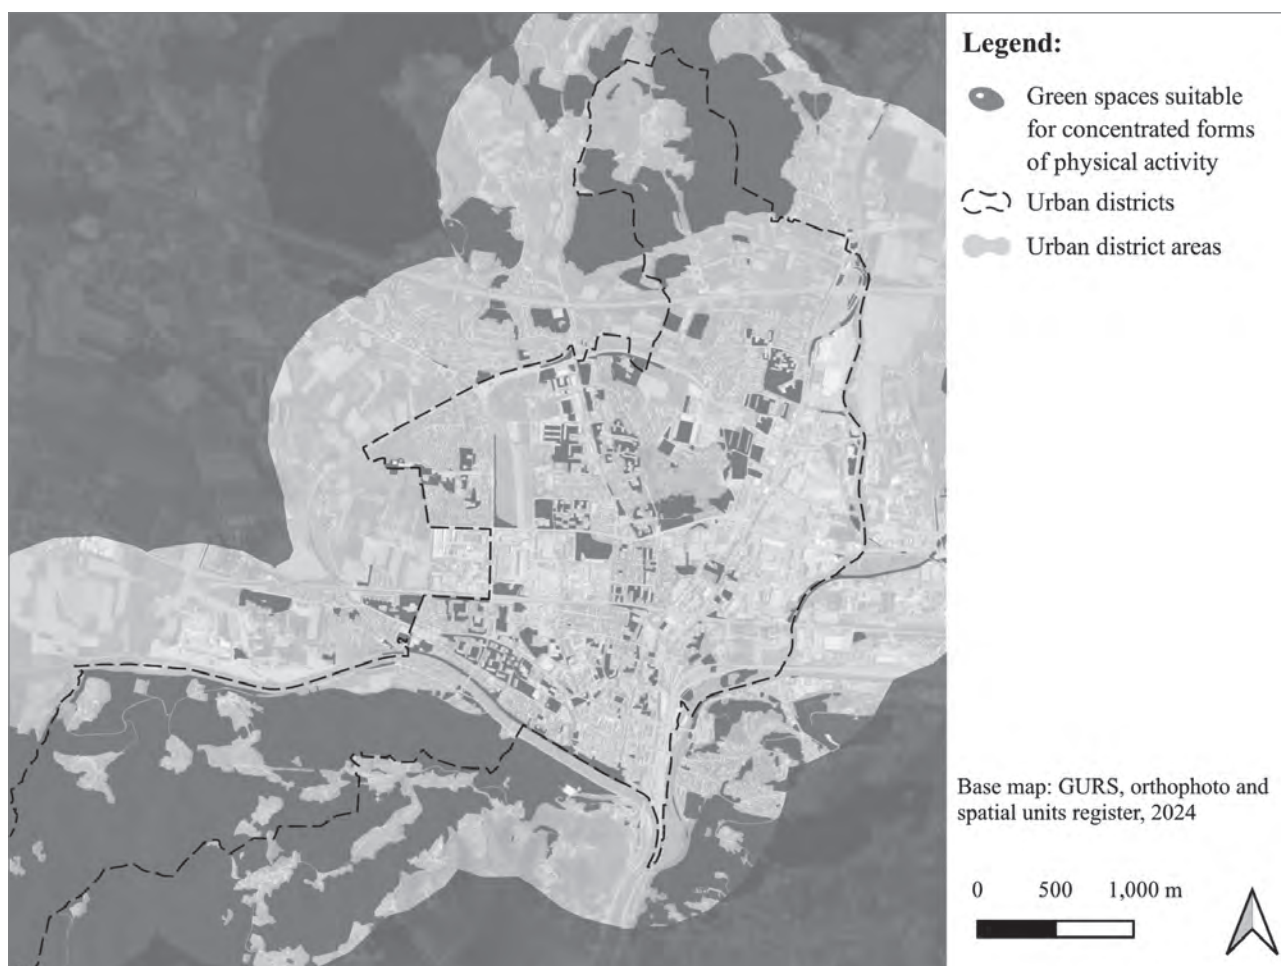 Legend:
Green spaces suitable
for concentrated forms
of physical activity
Urban districts
Urban district areas
Base map: GURS, orthophoto and
spatial units register, 2024
0 500 1,000 m